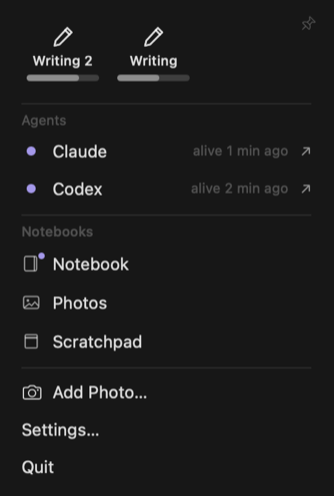 Writing 2 Writing
Agents
Claude alive 1 min ago
Codex alive 2 min ago
Notebooks
Notebook
Photos
Scratchpad
Add Photo...
Settings...
Quit